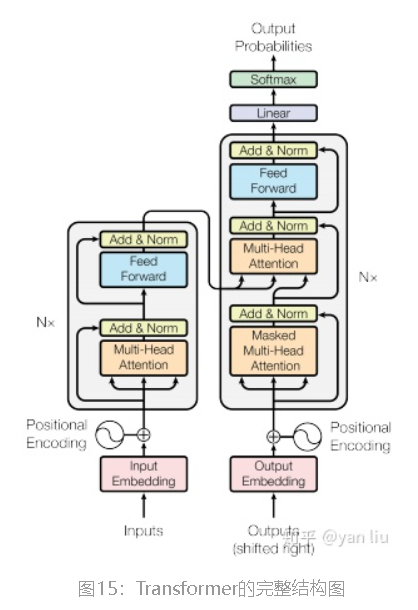 Output
Probabilities
Softmax
Linear
Add & Norm
Feed
Forward
Add & Norm
Multi-Head
Attention
Add & Norm
Masked
Multi-Head
Attention
N×
Add & Norm
Feed
Forward
N×
Add & Norm
Multi-Head
Attention
Positional
Encoding
Positional
Encoding
Input
Embedding
Output
Embedding
Inputs
Outputs
(shifted right)
知乎 @yan liu
图15：Transformer的完整结构图